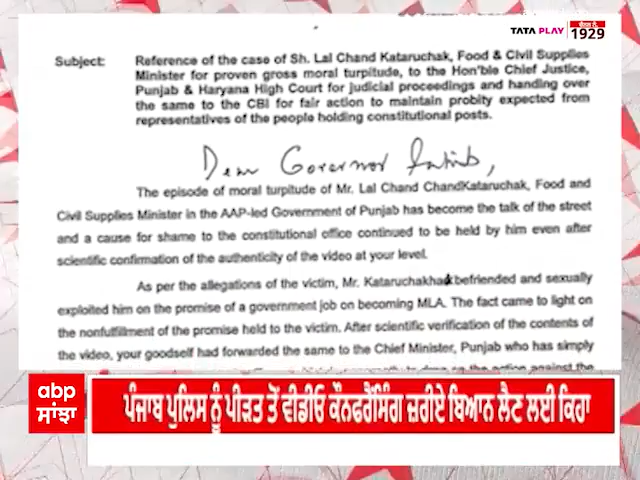 TATA PLAY
ਚੈਨਲ ਨੰ.
1929
Subject: Reference of the case of Sh. Lal Chand Kataruchak, Food & Civil Supplies
Minister for proven gross moral turpitude, to the Hon'ble Chief Justice,
Punjab & Haryana High Court for judicial proceedings and handing over
the same to the CBI for fair action to maintain probity expected from
representatives of the people holding constitutional posts.
Dear Governor Sahib,
The episode of moral turpitude of Mr. Lal Chand ChandKataruchak, Food and
Civil Supplies Minister in the AAP-led Government of Punjab has become the talk of the street
and a cause for shame to the constitutional office continued to be held by him even after
scientific confirmation of the authenticity of the video at your level.
As per the allegations of the victim, Mr. Kataruchakhad befriended and sexually
exploited him on the promise of a government job on becoming MLA. The fact came to light on
the nonfulfillment of the promise held to the victim. After scientific verification of the contents of
the video, your goodself had forwarded the same to the Chief Minister, Punjab who has simply
the action against the
abp
ਸਾਂਝਾ
ਪੰਜਾਬ ਪੁਲਿਸ ਨੂੰ ਪੀੜਤ ਤੋਂ ਵੀਡੀਓ ਕੌਨਫਰੈਂਸਿੰਗ ਜ਼ਰੀਏ ਬਿਆਨ ਲੈਣ ਲਈ ਕਿਹਾ